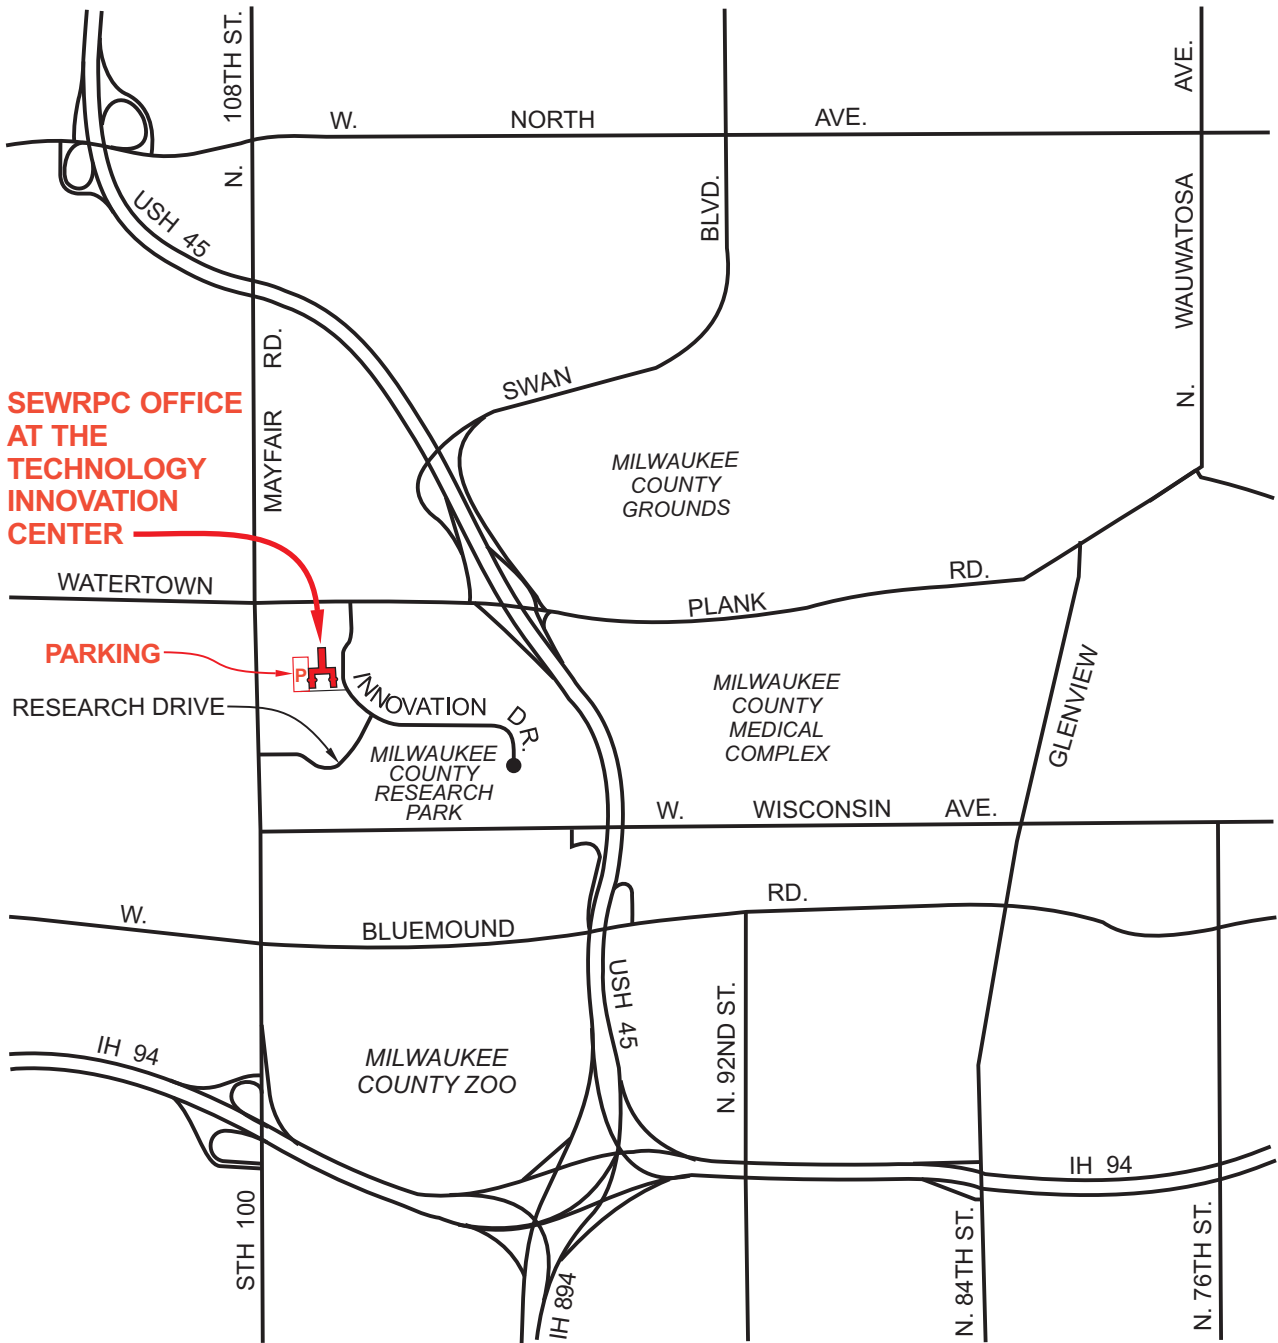 N. 108TH ST.
W. NORTH AVE.
N. WAUWATOSA AVE.
USH 45
SWAN BLVD.
MAYFAIR RD.
SEWRPC OFFICE
AT THE
TECHNOLOGY
INNOVATION
CENTER
MILWAUKEE
COUNTY
GROUNDS
WATERTOWN PLANK RD.
PARKING
P
RESEARCH DRIVE
INNOVATION DR.
MILWAUKEE
COUNTY
RESEARCH
PARK
MILWAUKEE
COUNTY
MEDICAL
COMPLEX
GLENVIEW
W. WISCONSIN AVE.
W. BLUEMOUND RD.
USH 45
N. 92ND ST.
IH 94
MILWAUKEE
COUNTY ZOO
IH 94
STH 100
IH 894
N. 84TH ST.
N. 76TH ST.